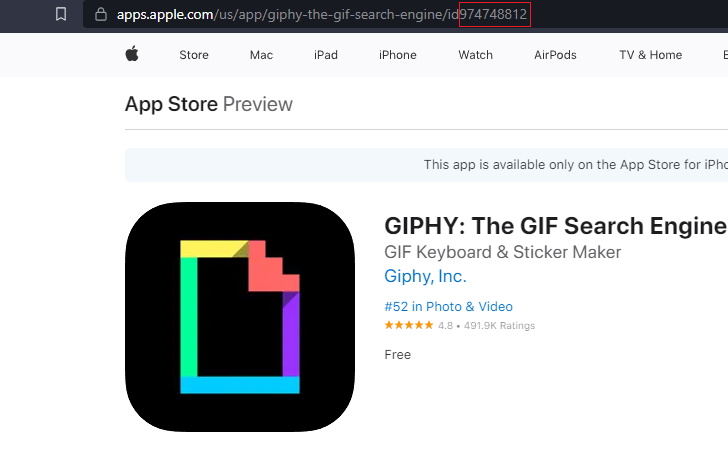 apps.apple.com/us/app/giphy-the-gif-search-engine/id974748812
Store Mac iPad iPhone Watch AirPods TV & Home
App Store Preview
This app is available only on the App Store for
GIPHY: The GIF Search Engine
GIF Keyboard & Sticker Maker
Giphy, Inc.
#52 in Photo & Video
4.8 • 491.9K Ratings
Free